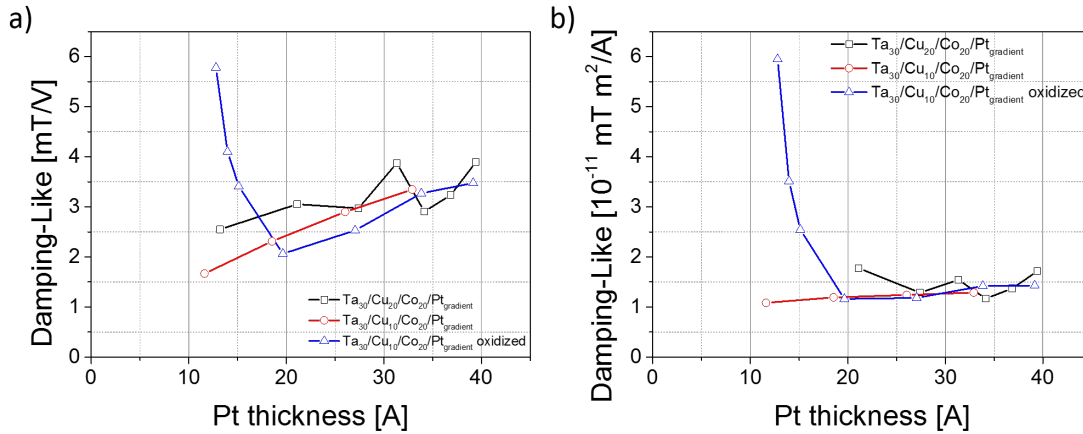 a)
Damping-Like [mT/V]
6
5
4
3
2
1
0
0 10 20 30 40
Pt thickness [A]
Ta30/Cu20/Co20/Ptgradient
Ta30/Cu10/Co20/Ptgradient
Ta30/Cu10/Co20/Ptgradient oxidized
b)
Damping-Like [10-11 mT m2/A]
6
5
4
3
2
1
0
0 10 20 30 40
Pt thickness [A]
Ta30/Cu20/Co20/Ptgradient
Ta30/Cu10/Co20/Ptgradient
Ta30/Cu10/Co20/Ptgradient oxidized